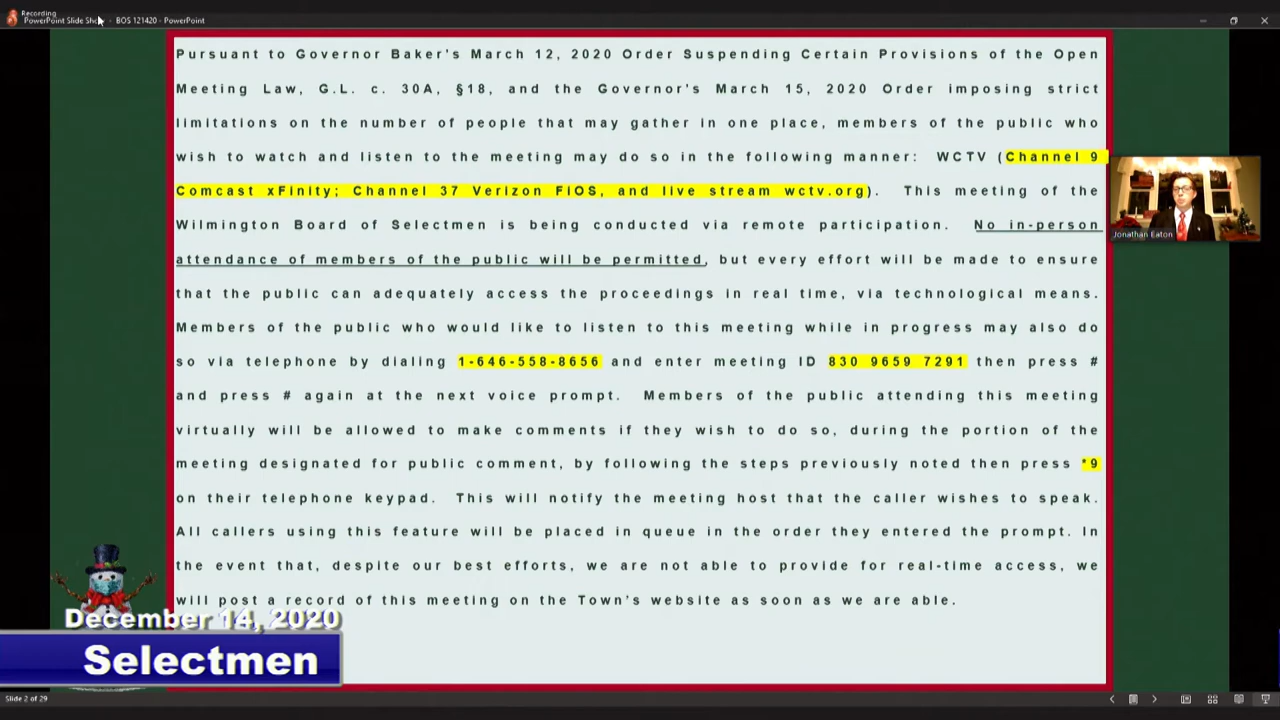 Recording
PowerPoint Slide Sho - BOS 121420 - PowerPoint
Pursuant to Governor Baker's March 12, 2020 Order Suspending Certain Provisions of the Open
Meeting Law, G.L. c. 30A, §18, and the Governor's March 15, 2020 Order imposing strict
limitations on the number of people that may gather in one place, members of the public who
wish to watch and listen to the meeting may do so in the following manner: WCTV (Channel 9
Comcast xFinity; Channel 37 Verizon FiOS, and live stream wctv.org). This meeting of the
Wilmington Board of Selectmen is being conducted via remote participation. No in-person
attendance of members of the public will be permitted, but every effort will be made to ensure
that the public can adequately access the proceedings in real time, via technological means.
Members of the public who would like to listen to this meeting while in progress may also do
so via telephone by dialing 1-646-558-8656 and enter meeting ID 830 9659 7291 then press #
and press # again at the next voice prompt. Members of the public attending this meeting
virtually will be allowed to make comments if they wish to do so, during the portion of the
meeting designated for public comment, by following the steps previously noted then press *9
on their telephone keypad. This will notify the meeting host that the caller wishes to speak.
All callers using this feature will be placed in queue in the order they entered the prompt. In
the event that, despite our best efforts, we are not able to provide for real-time access, we
will post a record of this meeting on the Town's website as soon as we are able.
Jonathan Eaton
December 14, 2020
Selectmen
Slide 2 of 29